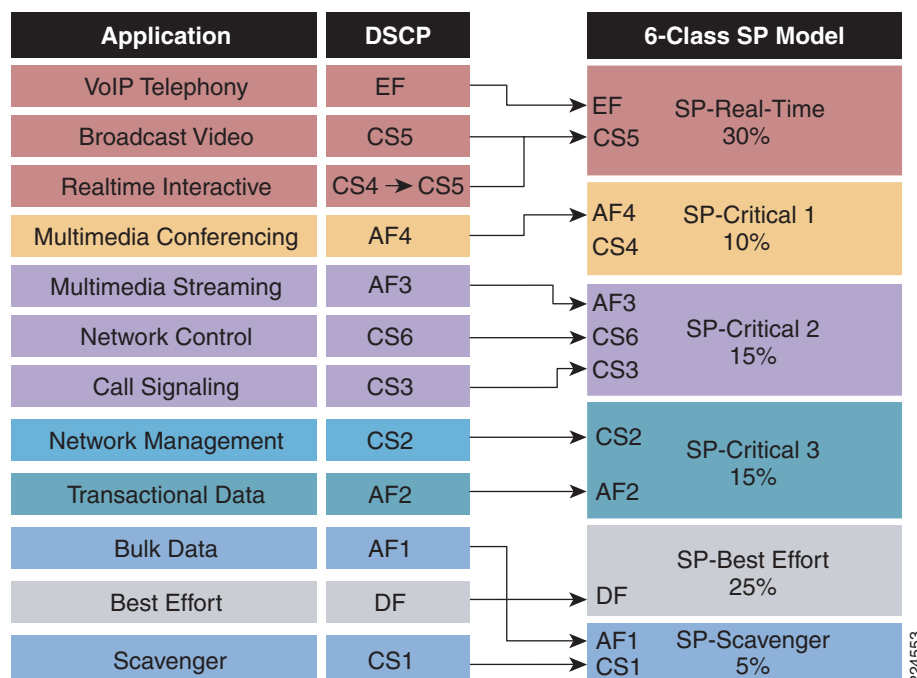 Application DSCP 6-Class SP Model
VoIP Telephony EF
Broadcast Video CS5
Realtime Interactive CS4 → CS5
Multimedia Conferencing AF4
Multimedia Streaming AF3
Network Control CS6
Call Signaling CS3
Network Management CS2
Transactional Data AF2
Bulk Data AF1
Best Effort DF
Scavenger CS1
EF SP-Real-Time
CS5 30%
AF4 SP-Critical 1
CS4 10%
AF3
CS6 SP-Critical 2
CS3 15%
CS2 SP-Critical 3
15%
AF2
SP-Best Effort
25%
DF
AF1 SP-Scavenger
CS1 5%
224553